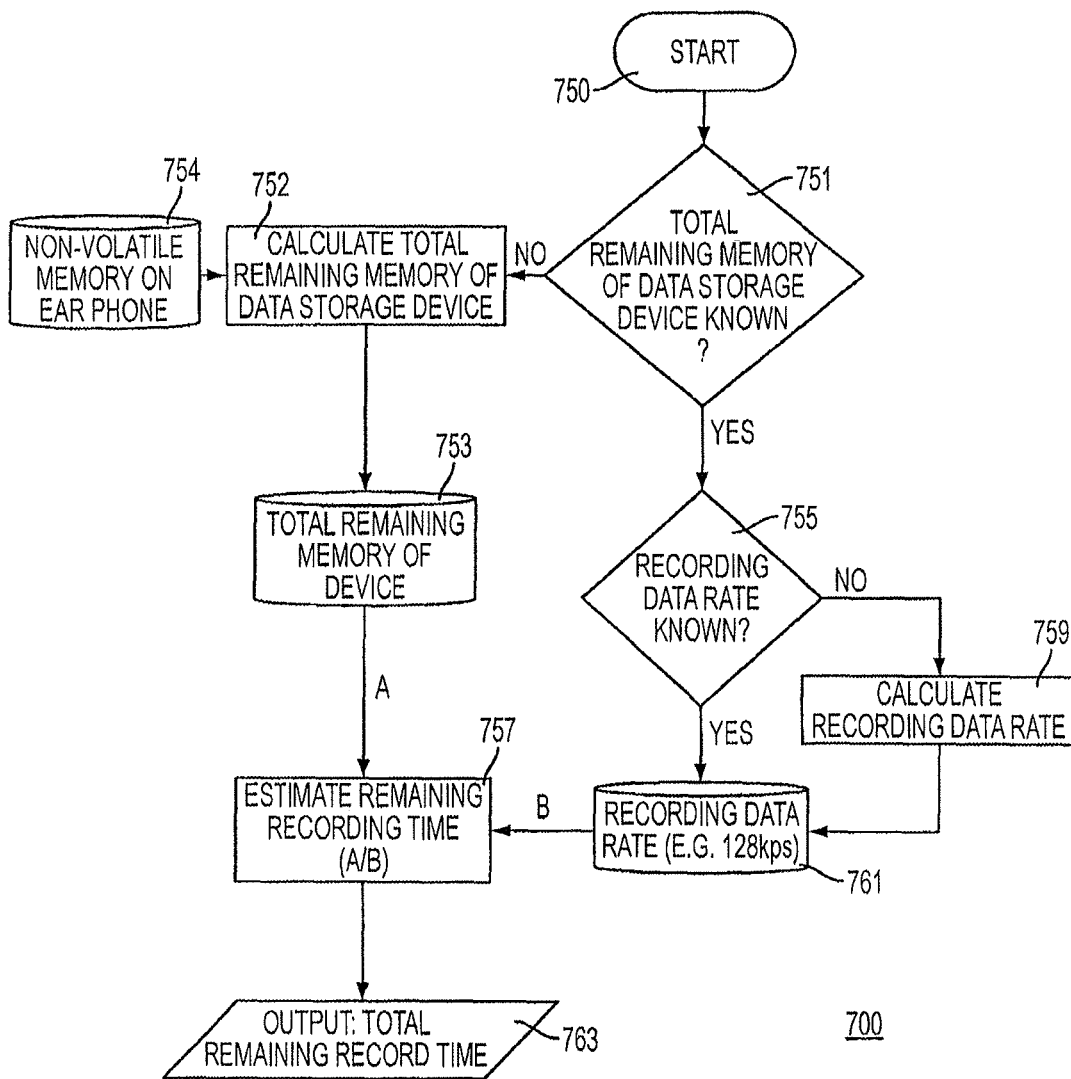 START
750
751
TOTAL
REMAINING MEMORY
OF DATA STORAGE
DEVICE KNOWN
?
NO
752
CALCULATE TOTAL
REMAINING MEMORY OF
DATA STORAGE DEVICE
754
NON-VOLATILE
MEMORY ON
EAR PHONE
YES
753
TOTAL REMAINING
MEMORY OF
DEVICE
755
RECORDING
DATA RATE
KNOWN?
NO
759
CALCULATE
RECORDING DATA RATE
A
YES
757
ESTIMATE REMAINING
RECORDING TIME
(A/B)
B
RECORDING DATA
RATE (E.G. 128kps)
761
OUTPUT: TOTAL
REMAINING RECORD TIME
763
700